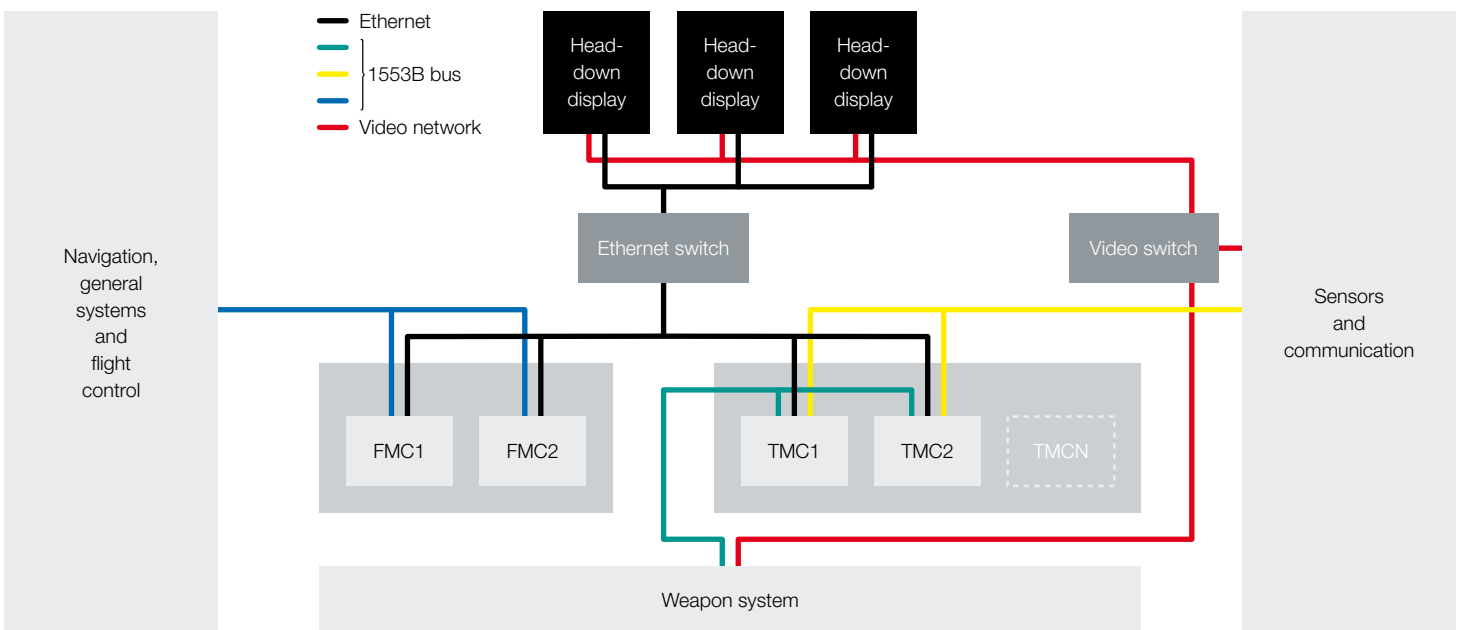 Ethernet
1553B bus
Video network
Head-
down
display
Head-
down
display
Head-
down
display
Ethernet switch
Video switch
Navigation,
general
systems
and
flight
control
Sensors
and
communication
FMC1
FMC2
TMC1
TMC2
TMCN
Weapon system